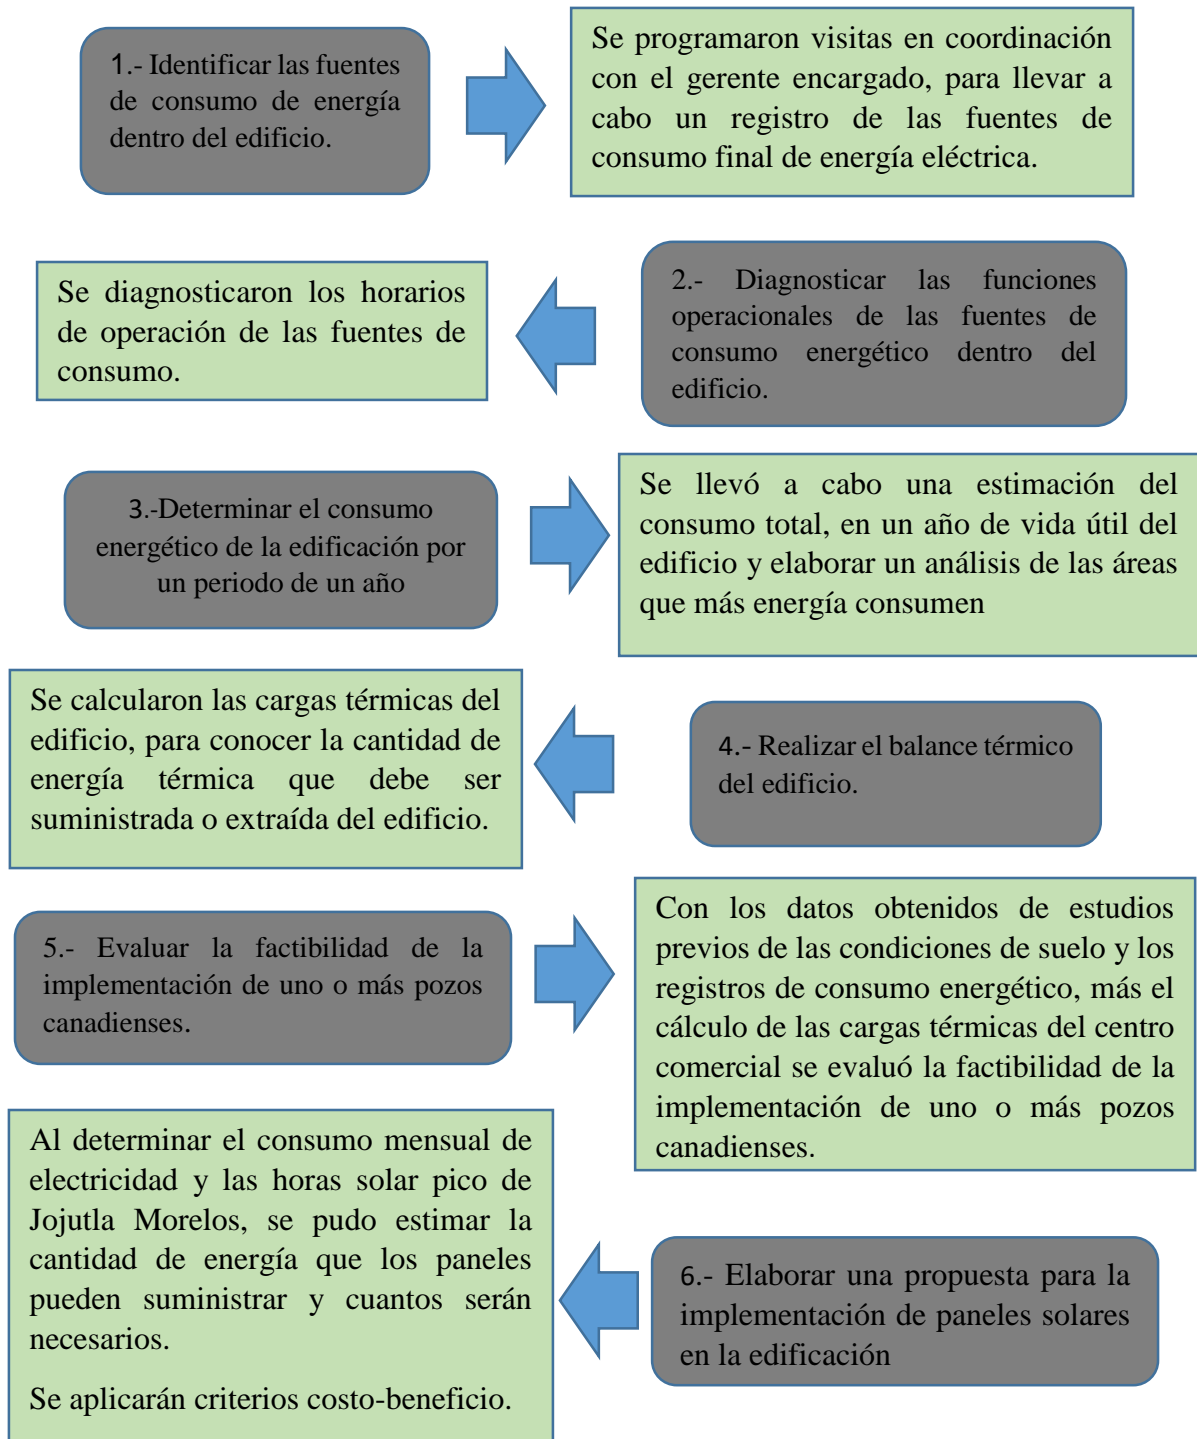 1.- Identificar las fuentes
de consumo de energía
dentro del edificio.
Se programaron visitas en coordinación
con el gerente encargado, para llevar a
cabo un registro de las fuentes de
consumo final de energía eléctrica.
2.- Diagnosticar las funciones
operacionales de las fuentes de
consumo energético dentro del
edificio.
Se diagnosticaron los horarios
de operación de las fuentes de
consumo.
3.-Determinar el consumo
energético de la edificación por
un periodo de un año
Se llevó a cabo una estimación del
consumo total, en un año de vida útil del
edificio y elaborar un análisis de las áreas
que más energía consumen
4.- Realizar el balance térmico
del edificio.
Se calcularon las cargas térmicas del
edificio, para conocer la cantidad de
energía térmica que debe ser
suministrada o extraída del edificio.
5.- Evaluar la factibilidad de la
implementación de uno o más pozos
canadienses.
Con los datos obtenidos de estudios
previos de las condiciones de suelo y los
registros de consumo energético, más el
cálculo de las cargas térmicas del centro
comercial se evaluó la factibilidad de la
implementación de uno o más pozos
canadienses.
6.- Elaborar una propuesta para la
implementación de paneles solares
en la edificación
Al determinar el consumo mensual de
electricidad y las horas solar pico de
Jojutla Morelos, se pudo estimar la
cantidad de energía que los paneles
pueden suministrar y cuantos serán
necesarios.
Se aplicarán criterios costo-beneficio.